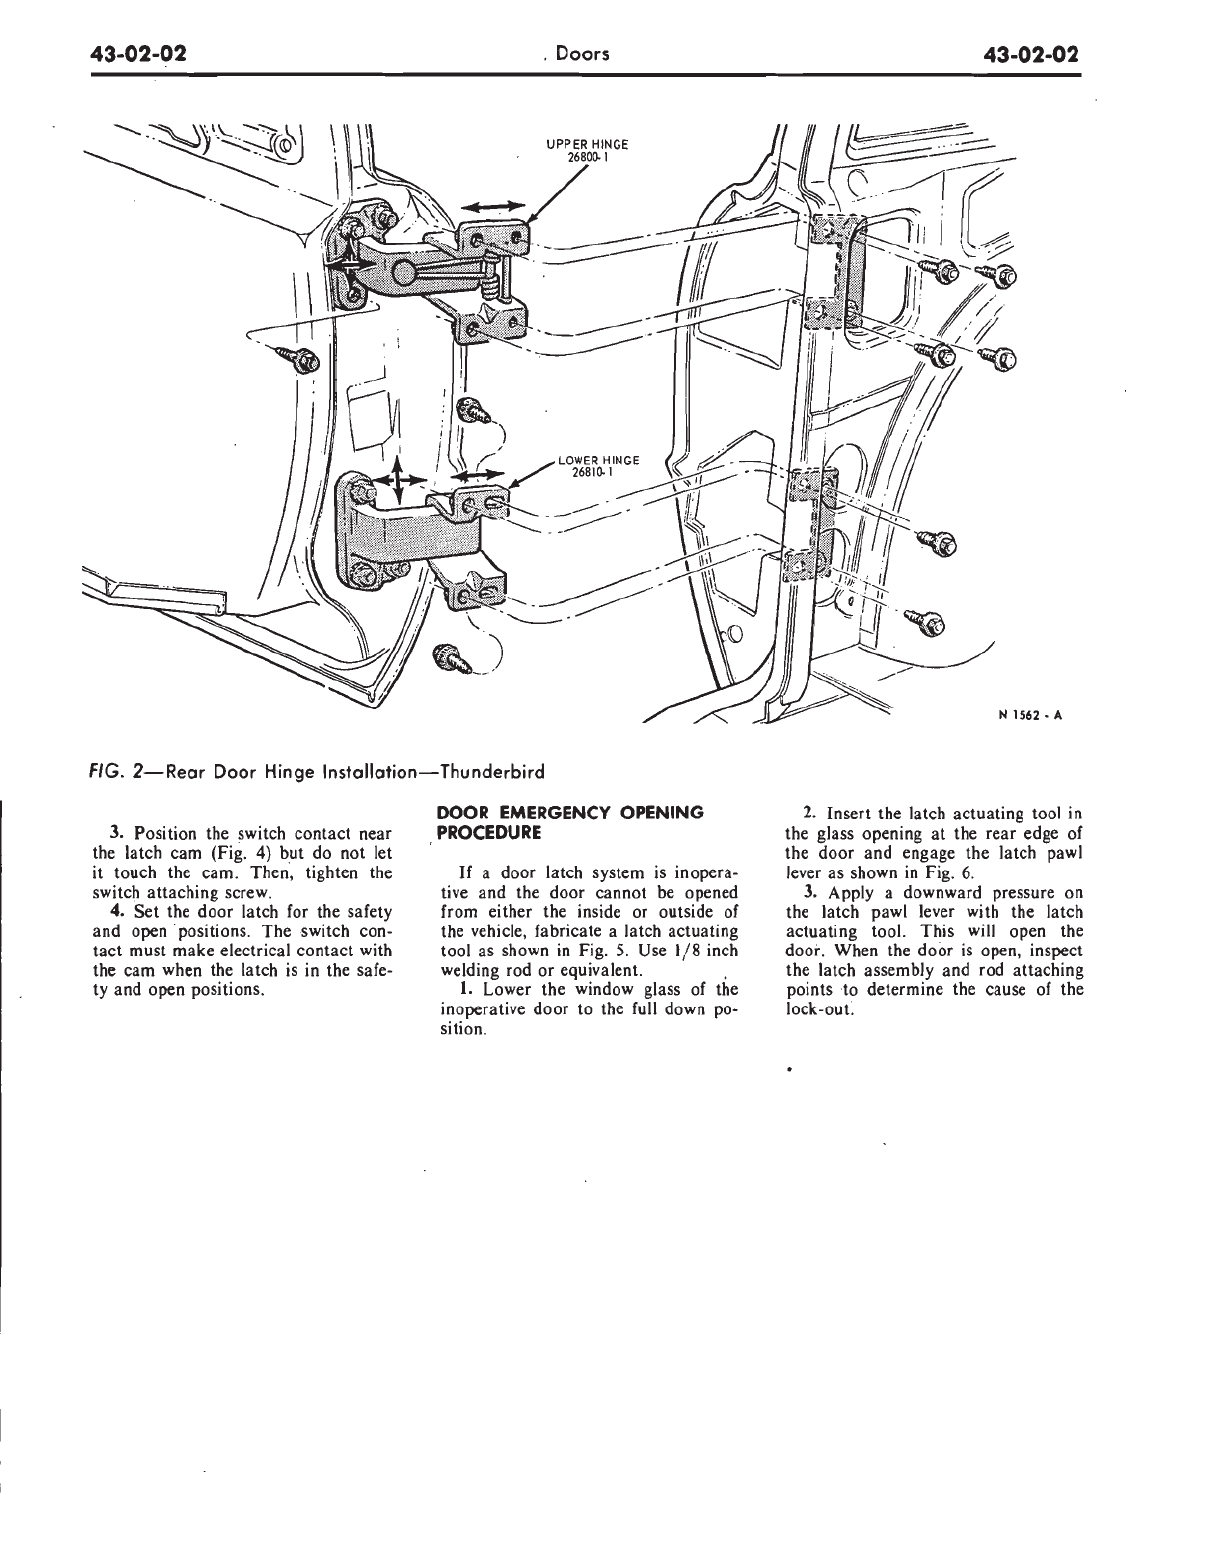 43-02-02 Doors 43-02-02
UPPER HINGE
26800-1
LOWER HINGE
26810-1
N 1562 - A
FIG. 2—Rear Door Hinge Installation—Thunderbird
3. Position the switch contact near
the latch cam (Fig. 4) but do not let
it touch the cam. Then, tighten the
switch attaching screw.
4. Set the door latch for the safety
and open positions. The switch con-
tact must make electrical contact with
the cam when the latch is in the safe-
ty and open positions.
DOOR EMERGENCY OPENING
PROCEDURE
If a door latch system is inopera-
tive and the door cannot be opened
from either the inside or outside of
the vehicle, fabricate a latch actuating
tool as shown in Fig. 5. Use 1/8 inch
welding rod or equivalent.
1. Lower the window glass of the
inoperative door to the full down po-
sition.
2. Insert the latch actuating tool in
the glass opening at the rear edge of
the door and engage the latch pawl
lever as shown in Fig. 6.
3. Apply a downward pressure on
the latch pawl lever with the latch
actuating tool. This will open the
door. When the door is open, inspect
the latch assembly and rod attaching
points to determine the cause of the
lock-out.